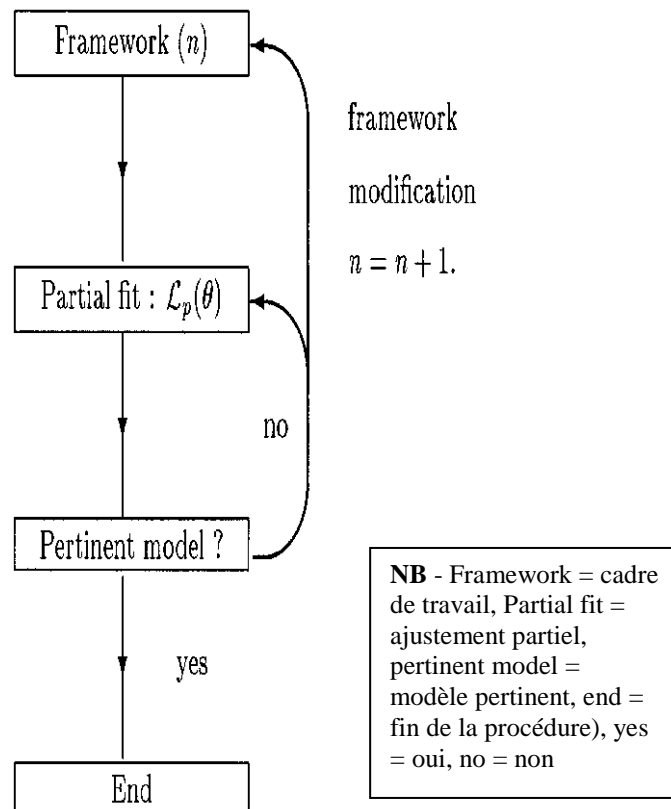 Framework (n)
framework
modification
n = n + 1.
Partial fit : ℒₚ(θ)
no
Pertinent model ?
yes
End
NB - Framework = cadre
de travail, Partial fit =
ajustement partiel,
pertinent model =
modèle pertinent, end =
fin de la procédure), yes
= oui, no = non